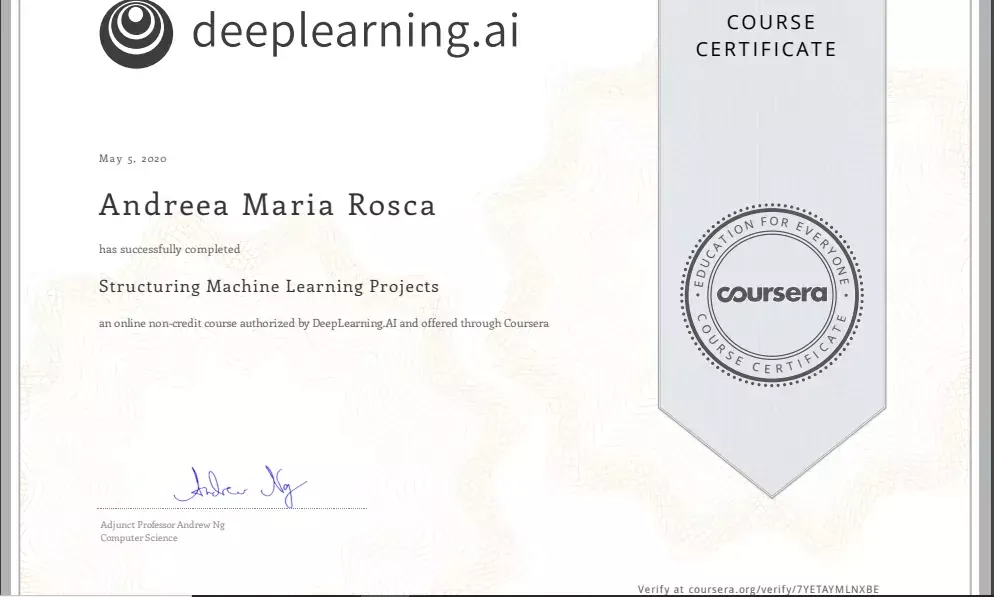 deeplearning.ai
COURSE
CERTIFICATE
May 5, 2020
Andreea Maria Rosca
has successfully completed
Structuring Machine Learning Projects
an online non-credit course authorized by DeepLearning.AI and offered through Coursera
EDUCATION FOR EVERYONE
coursera
COURSE CERTIFICATE
Andrew Ng
Adjunct Professor Andrew Ng
Computer Science
Verify at coursera.org/verify/7YETAYMLNXBE